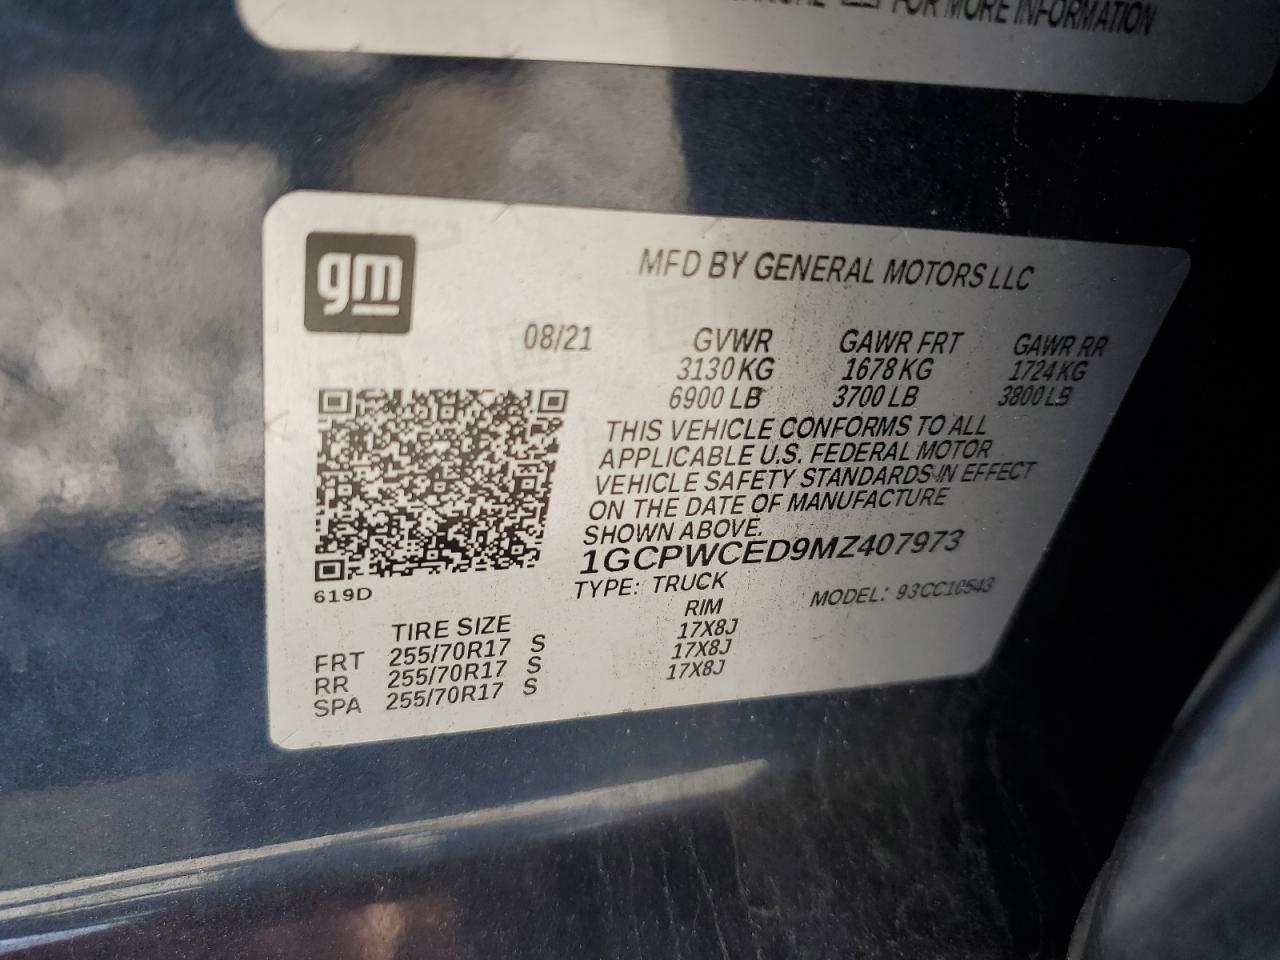 FOR MORE INFORMATION
gm
MFD BY GENERAL MOTORS LLC
08/21 GVWR GAWR FRT GAWR RR
3130 KG 1678 KG 1724 KG
6900 LB 3700 LB 3800 LB
THIS VEHICLE CONFORMS TO ALL
APPLICABLE U.S. FEDERAL MOTOR
VEHICLE SAFETY STANDARDS IN EFFECT
ON THE DATE OF MANUFACTURE
SHOWN ABOVE.
1GCPWCED9MZ407973
619D
TYPE: TRUCK MODEL: 93CC10543
TIRE SIZE RIM
FRT 255/70R17 S 17X8J
RR 255/70R17 S 17X8J
SPA 255/70R17 S 17X8J